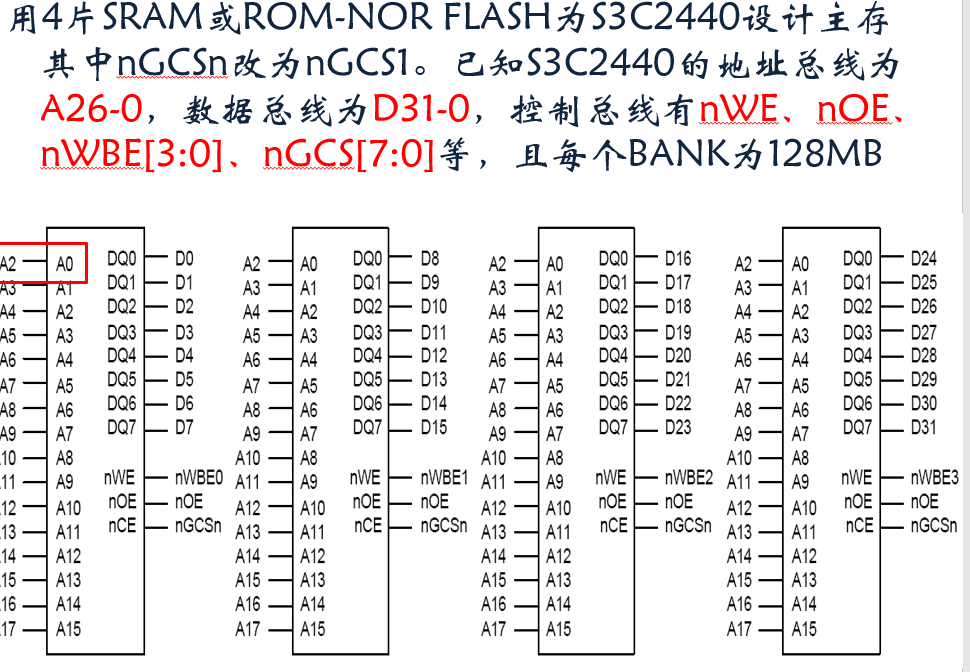 用4片SRAM或ROM-NOR FLASH为S3C2440设计主存
其中nGCSn改为nGCS1。已知S3C2440的地址总线为
A26-0，数据总线为D31-0，控制总线有nWE、nOE、
nWBE[3:0]、nGCS[7:0]等，且每个BANK为128MB
A2 A0 DQ0 D0 A2 A0 DQ0 D8 A2 A0 DQ0 D16 A2 A0 DQ0 D24
A3 A1 DQ1 D1 A3 A1 DQ1 D9 A3 A1 DQ1 D17 A3 A1 DQ1 D25
A4 A2 DQ2 D2 A4 A2 DQ2 D10 A4 A2 DQ2 D18 A4 A2 DQ2 D26
A5 A3 DQ3 D3 A5 A3 DQ3 D11 A5 A3 DQ3 D19 A5 A3 DQ3 D27
A6 A4 DQ4 D4 A6 A4 DQ4 D12 A6 A4 DQ4 D20 A6 A4 DQ4 D28
A7 A5 DQ5 D5 A7 A5 DQ5 D13 A7 A5 DQ5 D21 A7 A5 DQ5 D29
A8 A6 DQ6 D6 A8 A6 DQ6 D14 A8 A6 DQ6 D22 A8 A6 DQ6 D30
A9 A7 DQ7 D7 A9 A7 DQ7 D15 A9 A7 DQ7 D23 A9 A7 DQ7 D31
10 A8 A10 A8 A10 A8 A10 A8
11 A9 nWE nWBE0 A11 A9 nWE nWBE1 A11 A9 nWE nWBE2 A11 A9 nWE nWBE3
12 A10 nOE nOE A12 A10 nOE nOE A12 A10 nOE nOE A12 A10 nOE nOE
13 A11 nCE nGCSn A13 A11 nCE nGCSn A13 A11 nCE nGCSn A13 A11 nCE nGCSn
14 A12 A14 A12 A14 A12 A14 A12
15 A13 A15 A13 A15 A13 A15 A13
16 A14 A16 A14 A16 A14 A16 A14
17 A15 A17 A15 A17 A15 A17 A15